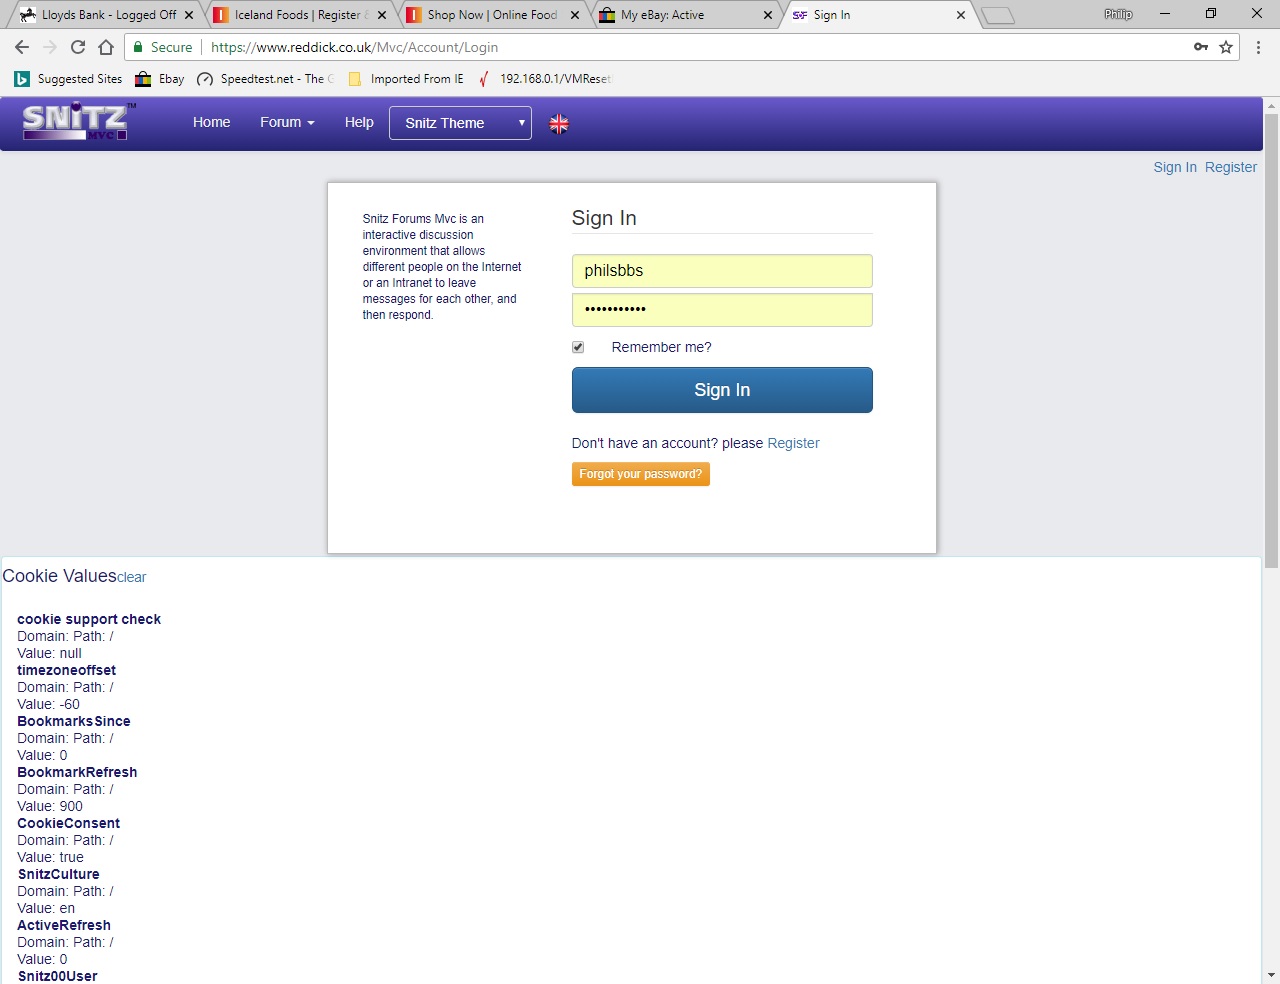 Lloyds Bank - Logged Off
Iceland Foods | Register
Shop Now | Online Food
My eBay: Active
Sign In
Philip
Secure
https://www.reddick.co.uk/Mvc/Account/Login
Suggested Sites
Ebay
Speedtest.net - The
Imported From IE
192.168.0.1/VMReset
SNiTZ™
MVC
Home
Forum
Help
Snitz Theme
Sign In Register
Snitz Forums Mvc is an
interactive discussion
environment that allows
different people on the Internet
or an Intranet to leave
messages for each other, and
then respond.
Sign In
philsbbs
•••••••••••
Remember me?
Sign In
Don't have an account? please Register
Forgot your password?
Cookie Valuesclear
cookie support check
Domain: Path: /
Value: null
timezoneoffset
Domain: Path: /
Value: -60
BookmarksSince
Domain: Path: /
Value: 0
BookmarkRefresh
Domain: Path: /
Value: 900
CookieConsent
Domain: Path: /
Value: true
SnitzCulture
Domain: Path: /
Value: en
ActiveRefresh
Domain: Path: /
Value: 0
Snitz00User